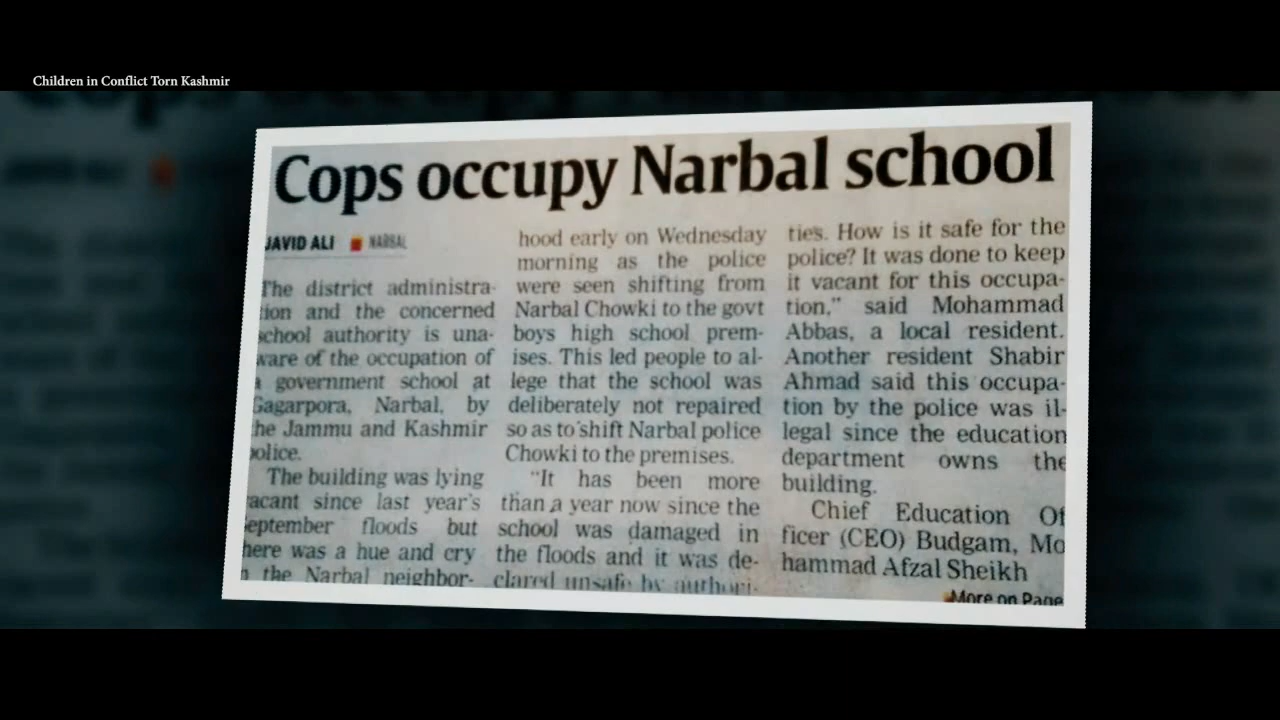 Children in Conflict Torn Kashmir
Cops occupy Narbal school
JAVID ALI NARBAL
The district administra-
tion and the concerned
school authority is una-
ware of the occupation of
a government school at
Gagarpora, Narbal, by
the Jammu and Kashmir
police.
The building was lying
acant since last year's
eptember floods but
here was a hue and cry
n the Narbal neighbor-
hood early on Wednesday
morning as the police
were seen shifting from
Narbal Chowki to the govt
boys high school prem-
ises. This led people to al-
lege that the school was
deliberately not repaired
so as to shift Narbal police
Chowki to the premises.
"It has been more
than a year now since the
school was damaged in
the floods and it was de-
clared unsafe by authori-
ties. How is it safe for the
police? It was done to keep
it vacant for this occupa-
tion," said Mohammad
Abbas, a local resident.
Another resident Shabir
Ahmad said this occupa-
tion by the police was il-
legal since the education
department owns the
building.
Chief Education Of
ficer (CEO) Budgam, Mo
hammad Afzal Sheikh
More on Page